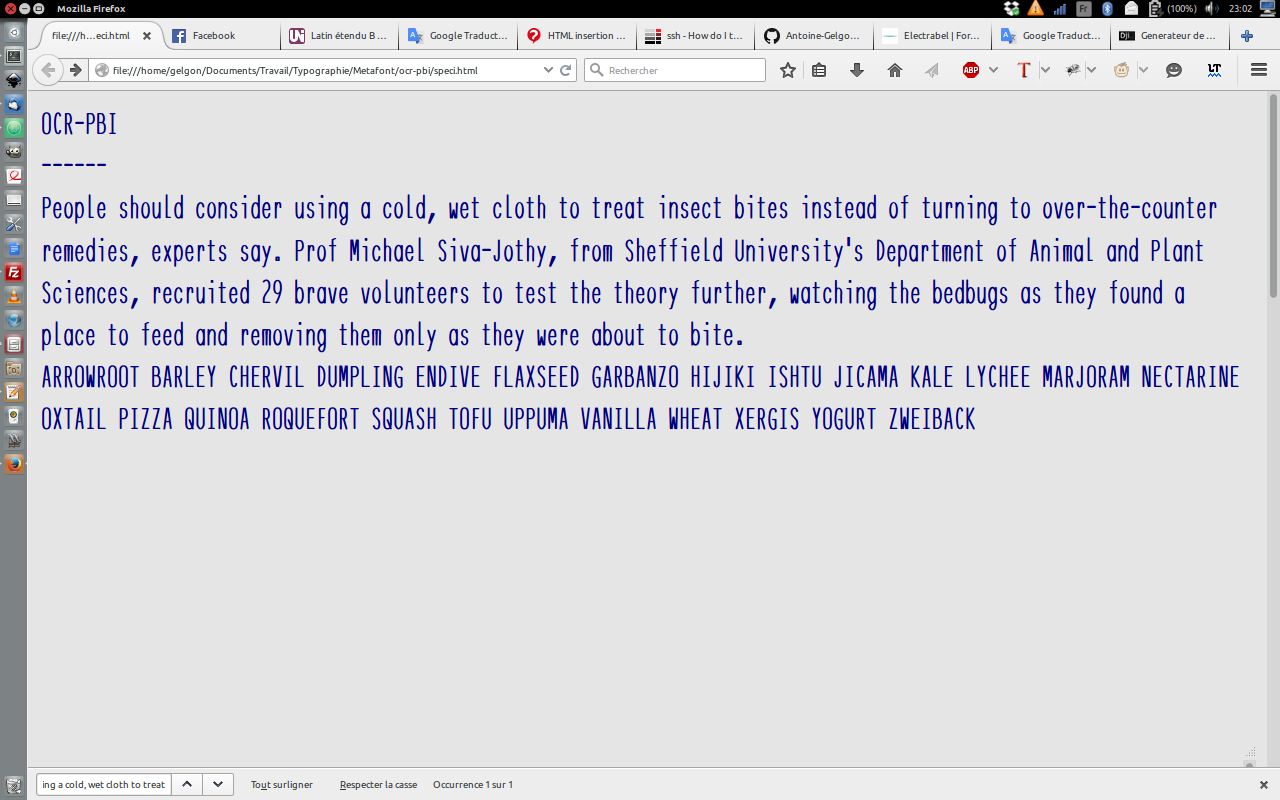 Mozilla Firefox
Fr
(100%)
23:02
file:///h...eci.html
Facebook
Latin étendu B ...
Google Traduct...
HTML insertion ...
ssh - How do I t...
Antoine-Gelgo...
Electrabel | For...
Google Traduct...
Generateur de ...
file:///home/gelgon/Documents/Travail/Typographie/Metafont/ocr-pbi/speci.html
Rechercher
ABP
T
LT
OCR-PBI
------
People should consider using a cold, wet cloth to treat insect bites instead of turning to over-the-counter
remedies, experts say. Prof Michael Siva-Jothy, from Sheffield University's Department of Animal and Plant
Sciences, recruited 29 brave volunteers to test the theory further, watching the bedbugs as they found a
place to feed and removing them only as they were about to bite.
ARROWROOT BARLEY CHERVIL DUMPLING ENDIVE FLAXSEED GARBANZO HIJIKI ISHTU JICAMA KALE LYCHEE MARJORAM NECTARINE
OXTAIL PIZZA QUINOA ROQUEFORT SQUASH TOFU UPPUMA VANILLA WHEAT XERGIS YOGURT ZWEIBACK
ing a cold, wet cloth to treat
Tout surligner
Respecter la casse
Occurrence 1 sur 1